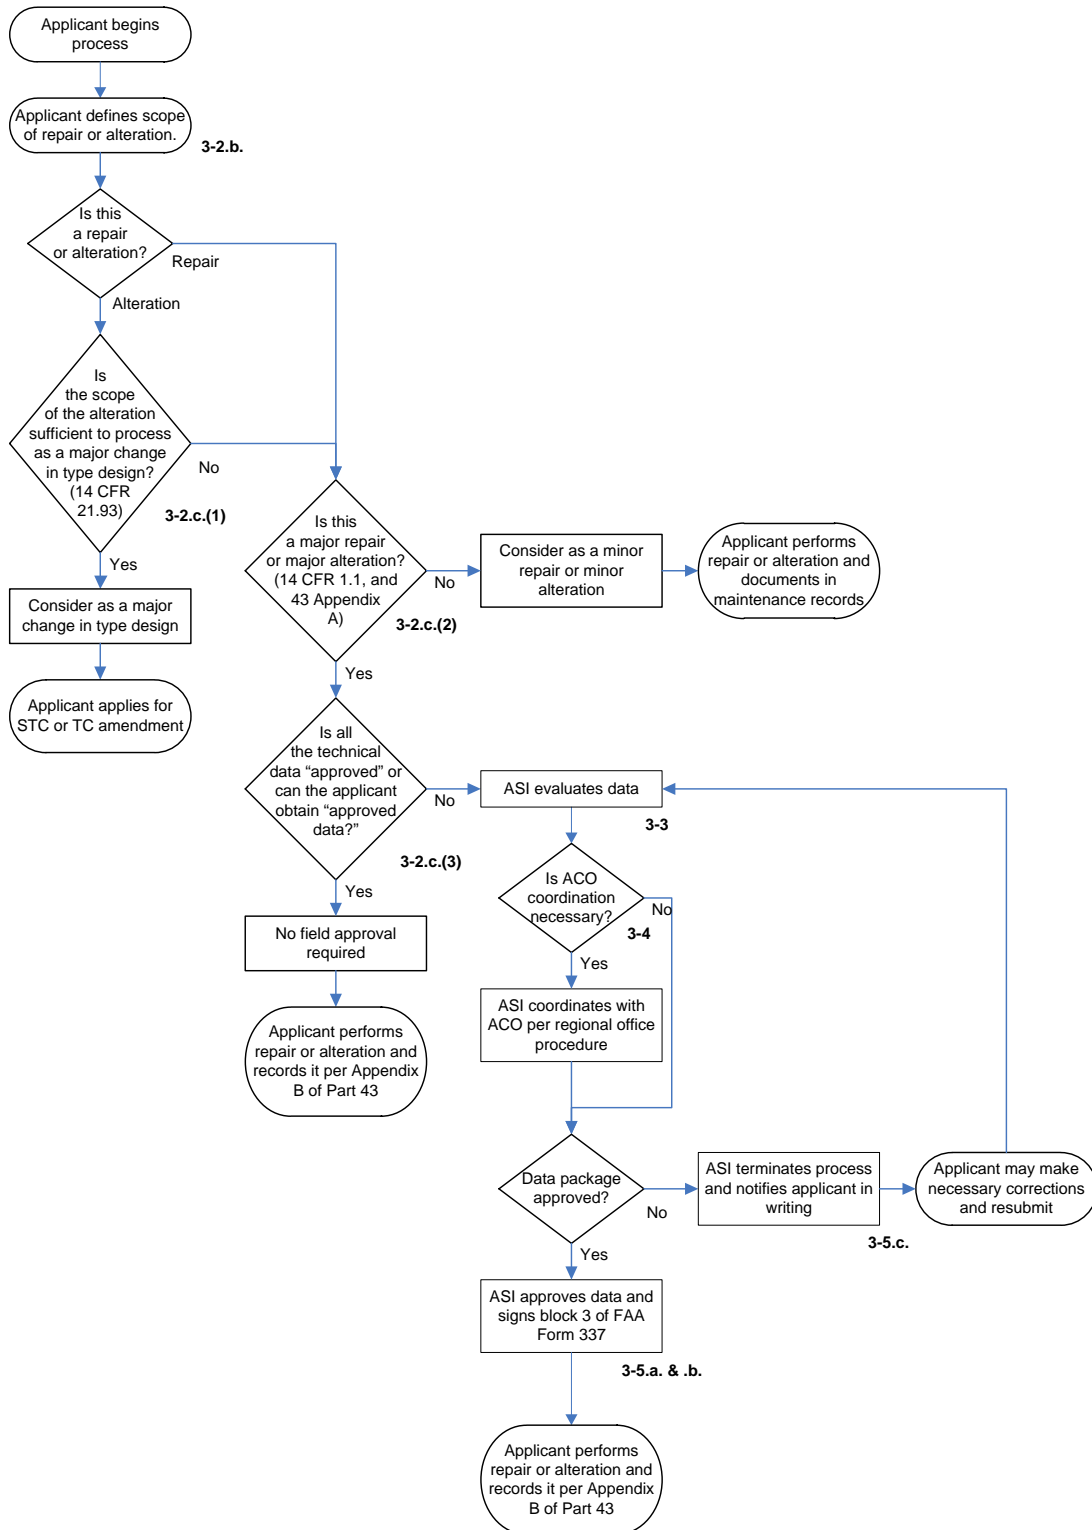 Applicant begins
process
Applicant defines scope
of repair or alteration.
3-2.b.
Is this
a repair
or alteration?
Repair
Alteration
Is
the scope
of the alteration
sufficient to process
as a major change
in type design?
(14 CFR
21.93)
No
3-2.c.(1)
Yes
Consider as a major
change in type design
Applicant applies for
STC or TC amendment
Is this
a major repair
or major alteration?
(14 CFR 1.1, and
43 Appendix
A)
No
3-2.c.(2)
Consider as a minor
repair or minor
alteration
Applicant performs
repair or alteration and
documents in
maintenance records
Yes
Is all
the technical
data “approved” or
can the applicant
obtain “approved
data?”
No
3-2.c.(3)
Yes
No field approval
required
Applicant performs
repair or alteration and
records it per Appendix
B of Part 43
ASI evaluates data
3-3
Is ACO
coordination
necessary?
No
3-4
Yes
ASI coordinates with
ACO per regional office
procedure
Data package
approved?
No
ASI terminates process
and notifies applicant in
writing
3-5.c.
Applicant may make
necessary corrections
and resubmit
Yes
ASI approves data and
signs block 3 of FAA
Form 337
3-5.a. & .b.
Applicant performs
repair or alteration and
records it per Appendix
B of Part 43